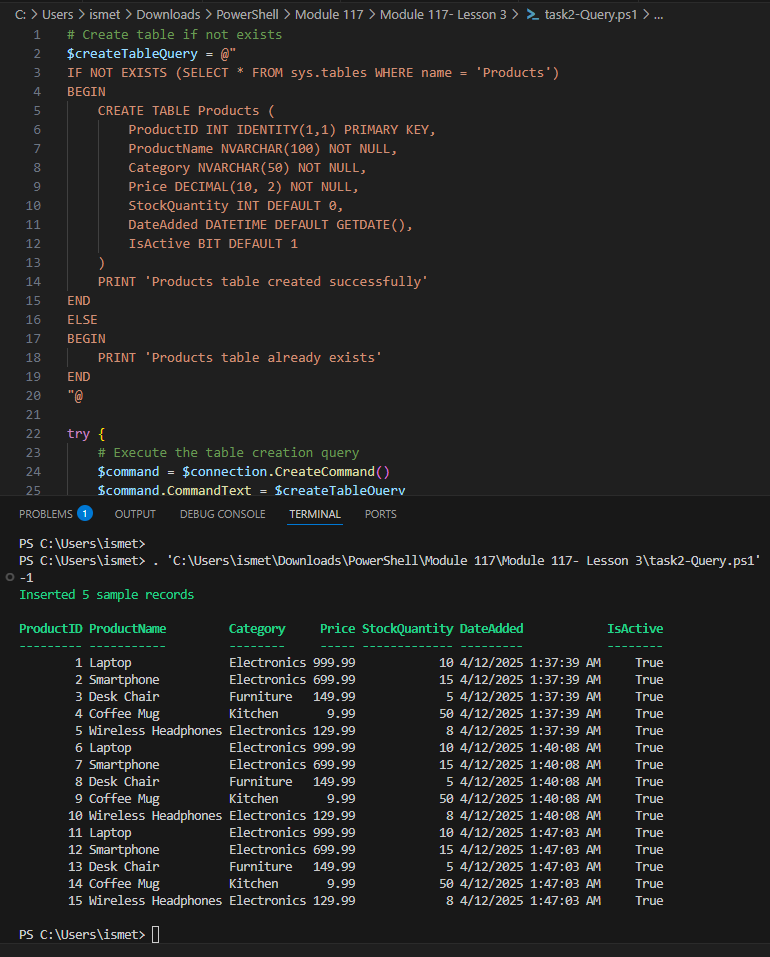 C: > Users > ismet > Downloads > PowerShell > Module 117 > Module 117- Lesson 3 > task2-Query.ps1 > ...
1 # Create table if not exists
2 $createTableQuery = @"
3 IF NOT EXISTS (SELECT * FROM sys.tables WHERE name = 'Products')
4 BEGIN
5     CREATE TABLE Products (
6         ProductID INT IDENTITY(1,1) PRIMARY KEY,
7         ProductName NVARCHAR(100) NOT NULL,
8         Category NVARCHAR(50) NOT NULL,
9         Price DECIMAL(10, 2) NOT NULL,
10         StockQuantity INT DEFAULT 0,
11         DateAdded DATETIME DEFAULT GETDATE(),
12         IsActive BIT DEFAULT 1
13     )
14     PRINT 'Products table created successfully'
15 END
16 ELSE
17 BEGIN
18     PRINT 'Products table already exists'
19 END
20 "@
21
22 try {
23     # Execute the table creation query
24     $command = $connection.CreateCommand()
25     $command.CommandText = $createTableQuery
PROBLEMS 1 OUTPUT DEBUG CONSOLE TERMINAL PORTS
PS C:\Users\ismet>
PS C:\Users\ismet> . 'C:\Users\ismet\Downloads\PowerShell\Module 117\Module 117- Lesson 3\task2-Query.ps1'
-1
Inserted 5 sample records
ProductID ProductName Category Price StockQuantity DateAdded IsActive
--------- ----------- -------- ----- ------------- --------- --------
1 Laptop Electronics 999.99 10 4/12/2025 1:37:39 AM True
2 Smartphone Electronics 699.99 15 4/12/2025 1:37:39 AM True
3 Desk Chair Furniture 149.99 5 4/12/2025 1:37:39 AM True
4 Coffee Mug Kitchen 9.99 50 4/12/2025 1:37:39 AM True
5 Wireless Headphones Electronics 129.99 8 4/12/2025 1:37:39 AM True
6 Laptop Electronics 999.99 10 4/12/2025 1:40:08 AM True
7 Smartphone Electronics 699.99 15 4/12/2025 1:40:08 AM True
8 Desk Chair Furniture 149.99 5 4/12/2025 1:40:08 AM True
9 Coffee Mug Kitchen 9.99 50 4/12/2025 1:40:08 AM True
10 Wireless Headphones Electronics 129.99 8 4/12/2025 1:40:08 AM True
11 Laptop Electronics 999.99 10 4/12/2025 1:47:03 AM True
12 Smartphone Electronics 699.99 15 4/12/2025 1:47:03 AM True
13 Desk Chair Furniture 149.99 5 4/12/2025 1:47:03 AM True
14 Coffee Mug Kitchen 9.99 50 4/12/2025 1:47:03 AM True
15 Wireless Headphones Electronics 129.99 8 4/12/2025 1:47:03 AM True
PS C:\Users\ismet>